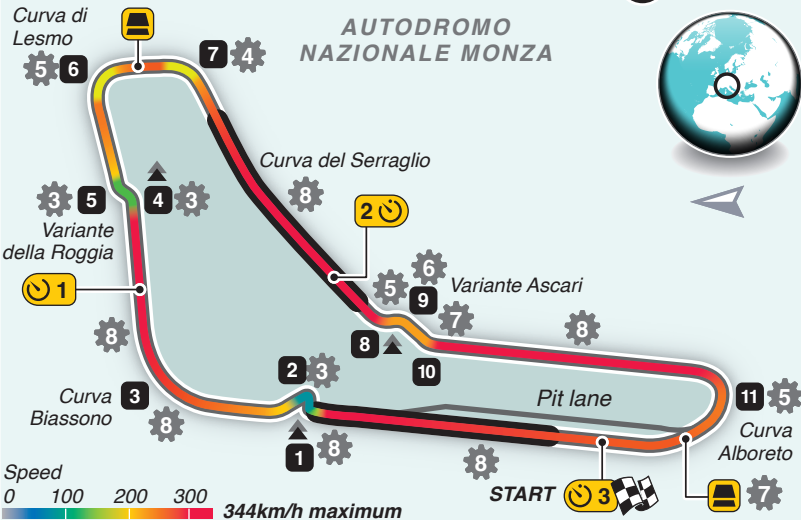 AUTODROMO
NAZIONALE MONZA
Curva di
Lesmo
5 6
7 4
Curva del Serraglio
8
3 5
4 3
Variante
della Roggia
2
1
6
5 9
Variante Ascari
7
8
8
8
10
2 3
Curva
Biassono
3
8
Pit lane
11 5
Curva
Alboreto
1 8
8
START
3
7
Speed
0 100 200 300
344km/h maximum